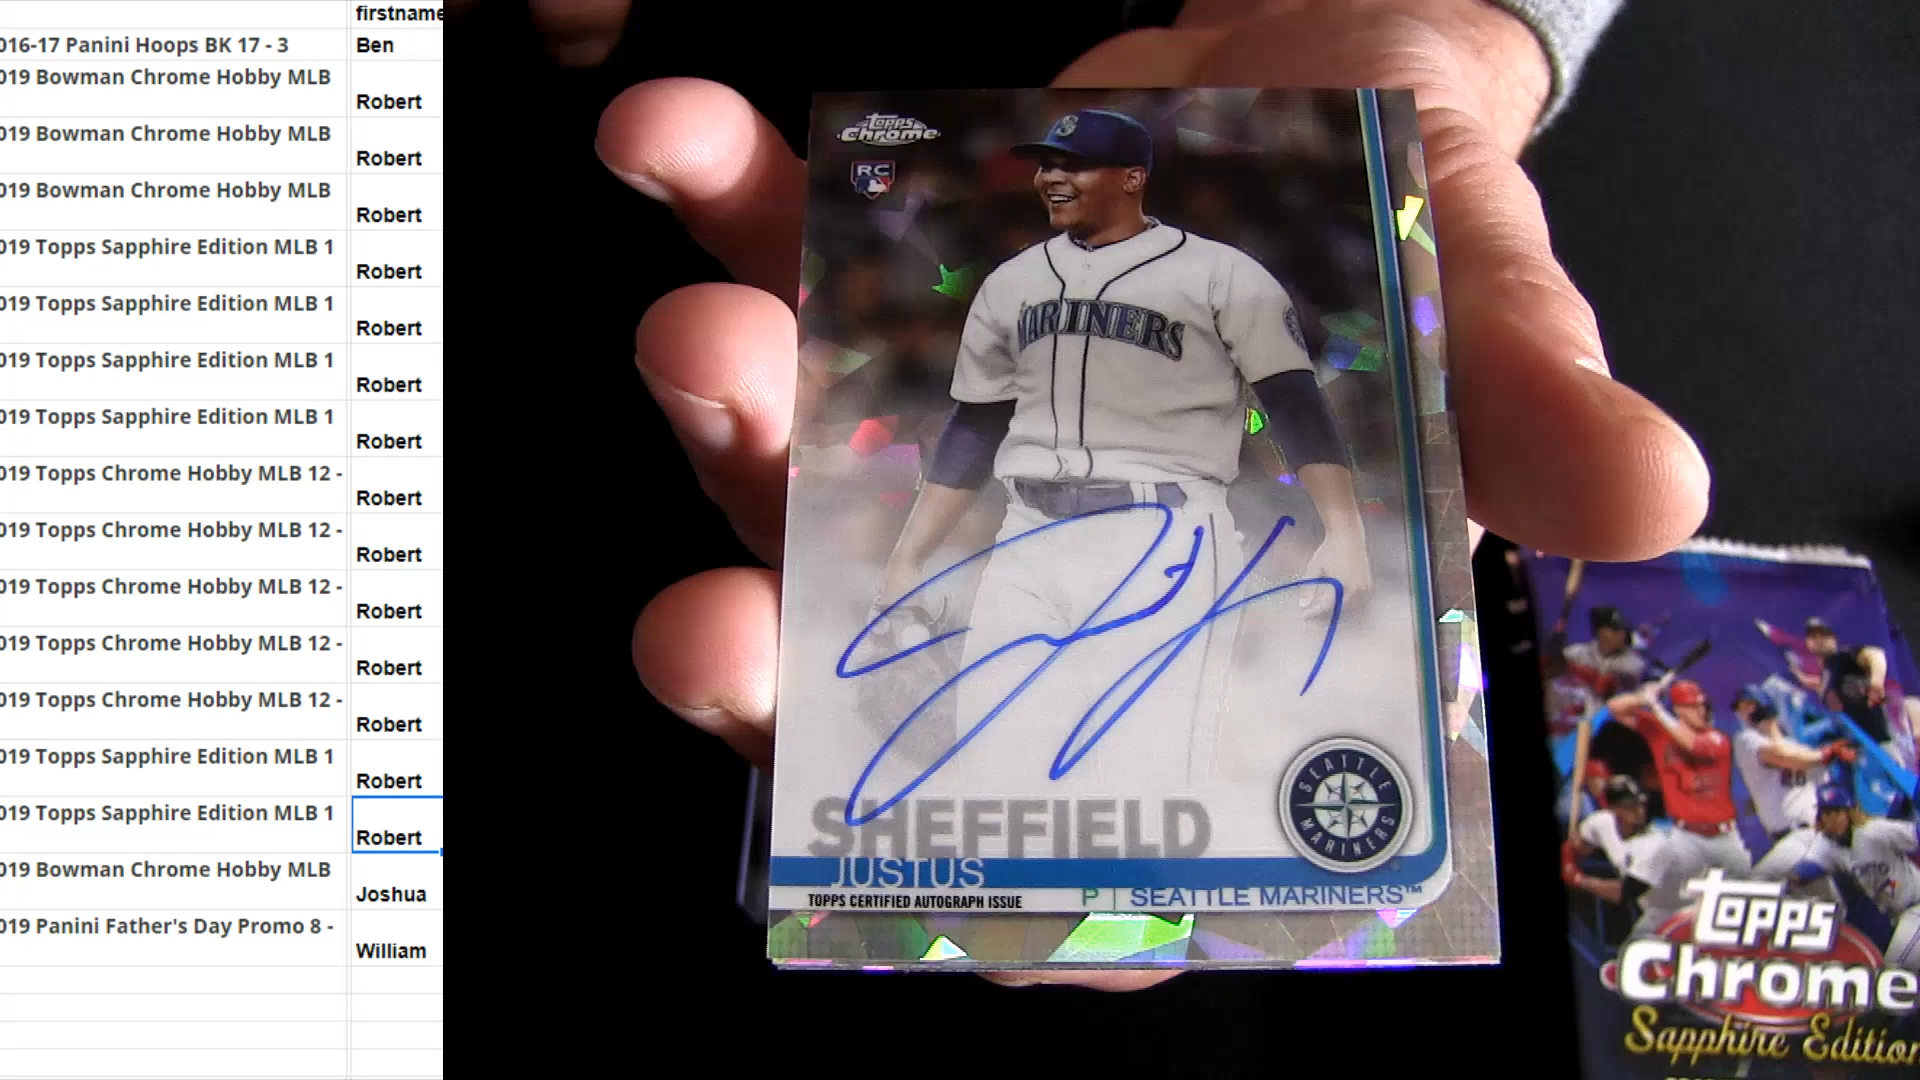 firstname
016-17 Panini Hoops BK 17 - 3
Ben
019 Bowman Chrome Hobby MLB
Robert
019 Bowman Chrome Hobby MLB
Robert
019 Bowman Chrome Hobby MLB
Robert
019 Topps Sapphire Edition MLB 1
Robert
019 Topps Sapphire Edition MLB 1
Robert
019 Topps Sapphire Edition MLB 1
Robert
019 Topps Sapphire Edition MLB 1
Robert
019 Topps Chrome Hobby MLB 12 -
Robert
019 Topps Chrome Hobby MLB 12 -
Robert
019 Topps Chrome Hobby MLB 12 -
Robert
019 Topps Chrome Hobby MLB 12 -
Robert
019 Topps Chrome Hobby MLB 12 -
Robert
019 Topps Sapphire Edition MLB 1
Robert
019 Topps Sapphire Edition MLB 1
Robert
019 Bowman Chrome Hobby MLB
Joshua
019 Panini Father's Day Promo 8 -
William
Topps
Chrome
RC
S
MARINERS
SHEFFIELD
JUSTUS
SEATTLE
MARINERS
TOPPS CERTIFIED AUTOGRAPH ISSUE
P | SEATTLE MARINERS™
Topps
Chrome
Sapphire Edition